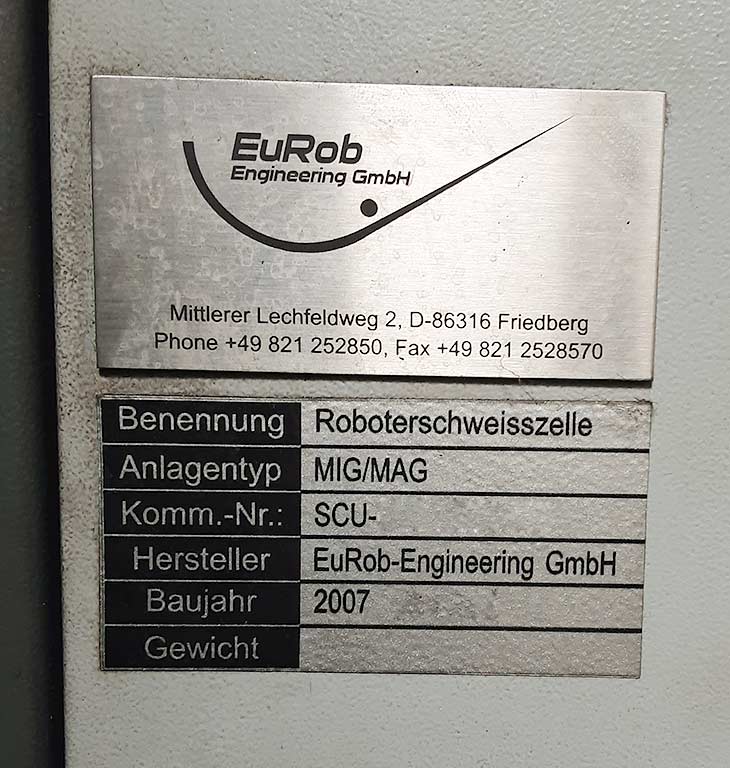 EuRob
Engineering GmbH
Mittlerer Lechfeldweg 2, D-86316 Friedberg
Phone +49 821 252850, Fax +49 821 2528570
Benennung Roboterschweisszelle
Anlagentyp MIG/MAG
Komm.-Nr.: SCU-
Hersteller EuRob-Engineering GmbH
Baujahr 2007
Gewicht